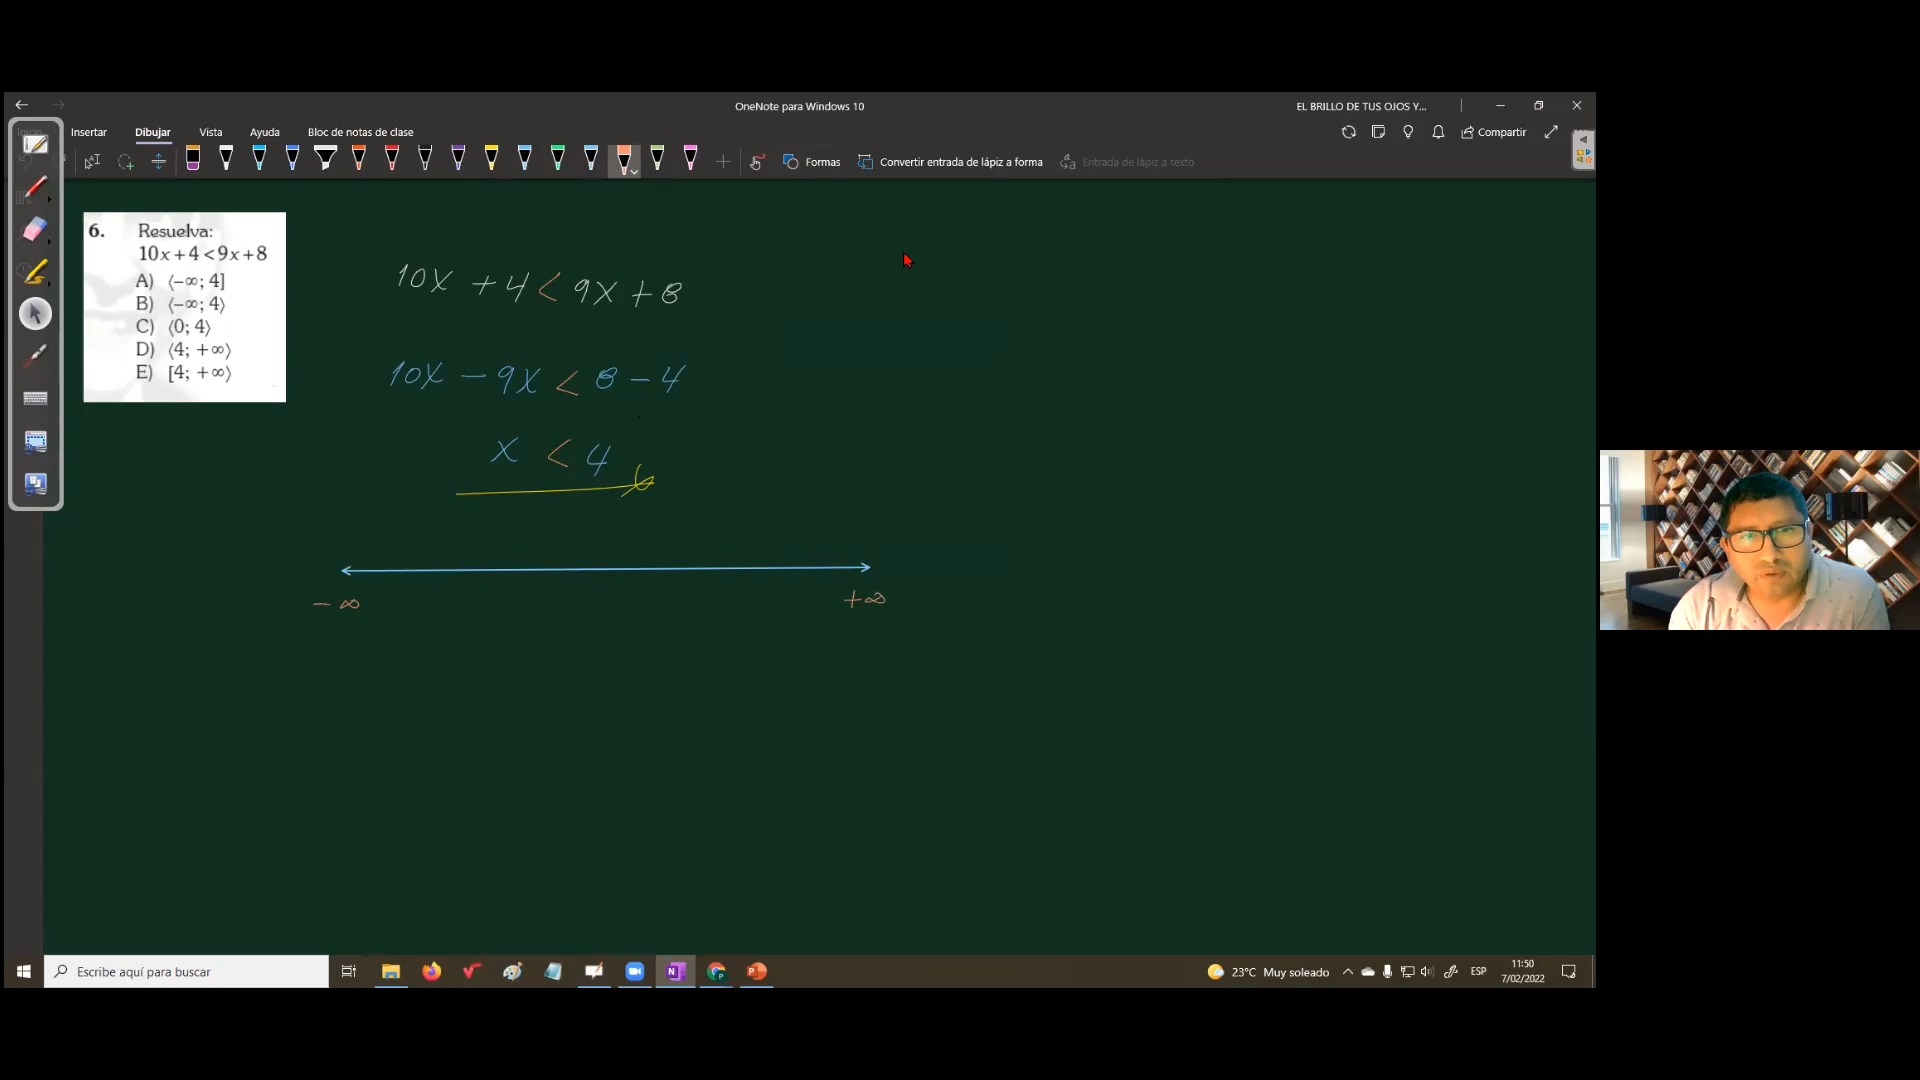 OneNote para Windows 10
EL BRILLO DE TUS OJOS Y...
Insertar Dibujar Vista Ayuda Bloc de notas de clase
Compartir
Formas Convertir entrada de lápiz a forma Entrada de lápiz a texto
6. Resuelva:
10x+4<9x+8
A) ⟨−∞; 4]
B) ⟨−∞; 4⟩
C) ⟨0; 4⟩
D) ⟨4; +∞⟩
E) [4; +∞⟩
10x + 4 < 9x + 8
10x − 9x < 8 − 4
x < 4
− ∞ +∞
Escribe aquí para buscar
23°C Muy soleado
ESP
11:50
7/02/2022